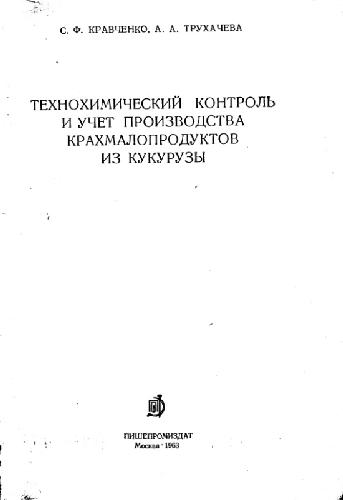 С. Ф. КРАВЧЕНКО, А. А. ТРУХАЧЕВА
ТЕХНОХИМИЧЕСКИЙ КОНТРОЛЬ
И УЧЕТ ПРОИЗВОДСТВА
КРАХМАЛОПРОДУКТОВ
ИЗ КУКУРУЗЫ
ПИЩЕПРОМИЗДАТ
Москва - 1963